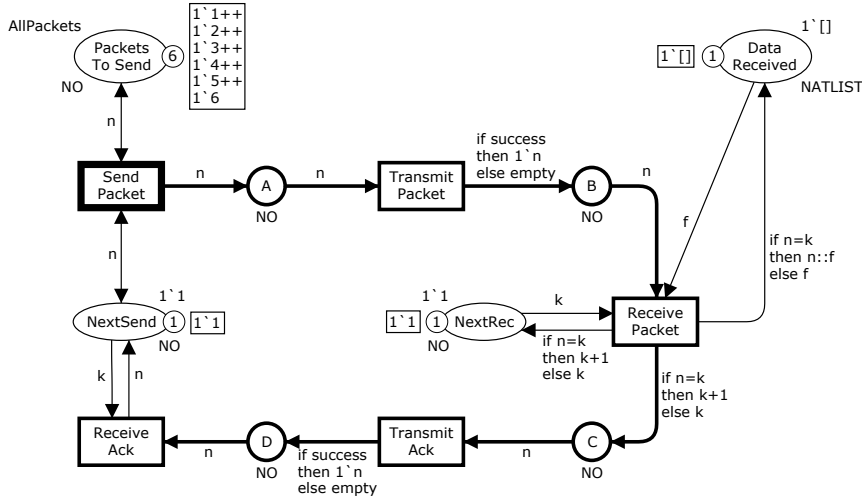 AllPackets
Packets
To Send
6
1`1++
1`2++
1`3++
1`4++
1`5++
1`6
NO
1`[]
1`[]
1
Data
Received
NATLIST
n
Send
Packet
n
A
NO
n
Transmit
Packet
if success
then 1`n
else empty
B
NO
n
f
if n=k
then n::f
else f
n
1`1
NextSend
1
1`1
NO
1`1
1`1
1
NextRec
NO
k
if n=k
then k+1
else k
Receive
Packet
if n=k
then k+1
else k
k
n
Receive
Ack
n
D
NO
if success
then 1`n
else empty
Transmit
Ack
n
C
NO